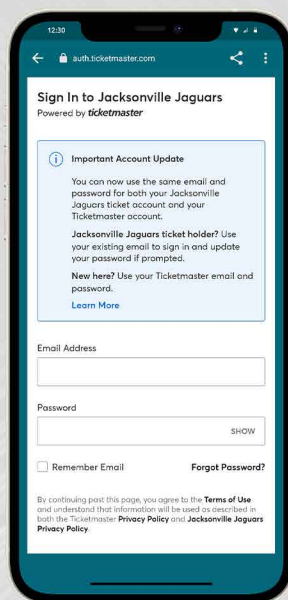 12:30
auth.ticketmaster.com
Sign In to Jacksonville Jaguars
Powered by ticketmaster
Important Account Update
You can now use the same email and
password for both your Jacksonville
Jaguars ticket account and your
Ticketmaster account.
Jacksonville Jaguars ticket holder? Use
your existing email to sign in and update
your password if prompted.
New here? Use your Ticketmaster email and
password.
Learn More
Email Address
Password
SHOW
Remember Email Forgot Password?
By continuing past this page, you agree to the Terms of Use
and understand that information will be used as described in
both the Ticketmaster Privacy Policy and Jacksonville Jaguars
Privacy Policy.